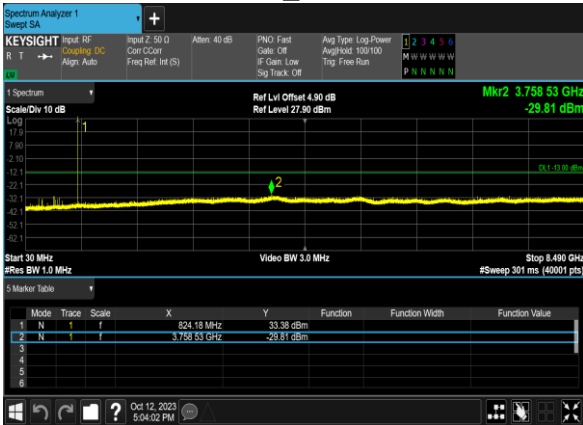 Spectrum Analyzer 1
Swept SA
+
KEYSIGHT Input: RF Input Z: 50 Ω Atten: 40 dB PNO: Fast Avg Type: Log-Power 1 2 3 4 5 6
R T Coupling: DC Corr CCorr Gate: Off Avg|Hold: 100/100 M W W W W W
Align: Auto Freq Ref: Int (S) IF Gain: Low Trig: Free Run
LU Sig Track: Off P N N N N N
1 Spectrum Ref Lvl Offset 4.90 dB Mkr2 3.758 53 GHz
Scale/Div 10 dB Ref Level 27.90 dBm -29.81 dBm
Log
17.9
7.90
-2.10
-12.1
-22.1
-32.1
-42.1
-52.1
-62.1
1
2
DL1 -13.00 dBm
Start 30 MHz Video BW 3.0 MHz Stop 8.490 GHz
#Res BW 1.0 MHz #Sweep 301 ms (40001 pts)
5 Marker Table
Mode Trace Scale X Y Function Function Width Function Value
1 N 1 f 824.18 MHz 33.38 dBm
2 N 1 f 3.758 53 GHz -29.81 dBm
3
4
5
6
? Oct 12, 2023
5:04:02 PM